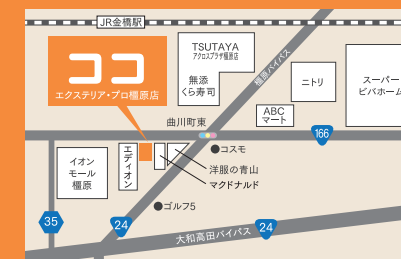 JR金橋駅
TSUTAYA
アクロスプラザ橿原店
無添
くら寿司
ココ
エクステリア・プロ橿原店
橿原バイパス
ニトリ
スーパー
ビバホーム
ABC
マート
曲川町東
166
コスモ
イオン
モール
橿原
エディオン
洋服の青山
マクドナルド
ゴルフ5
35
24
24
大和高田バイパス